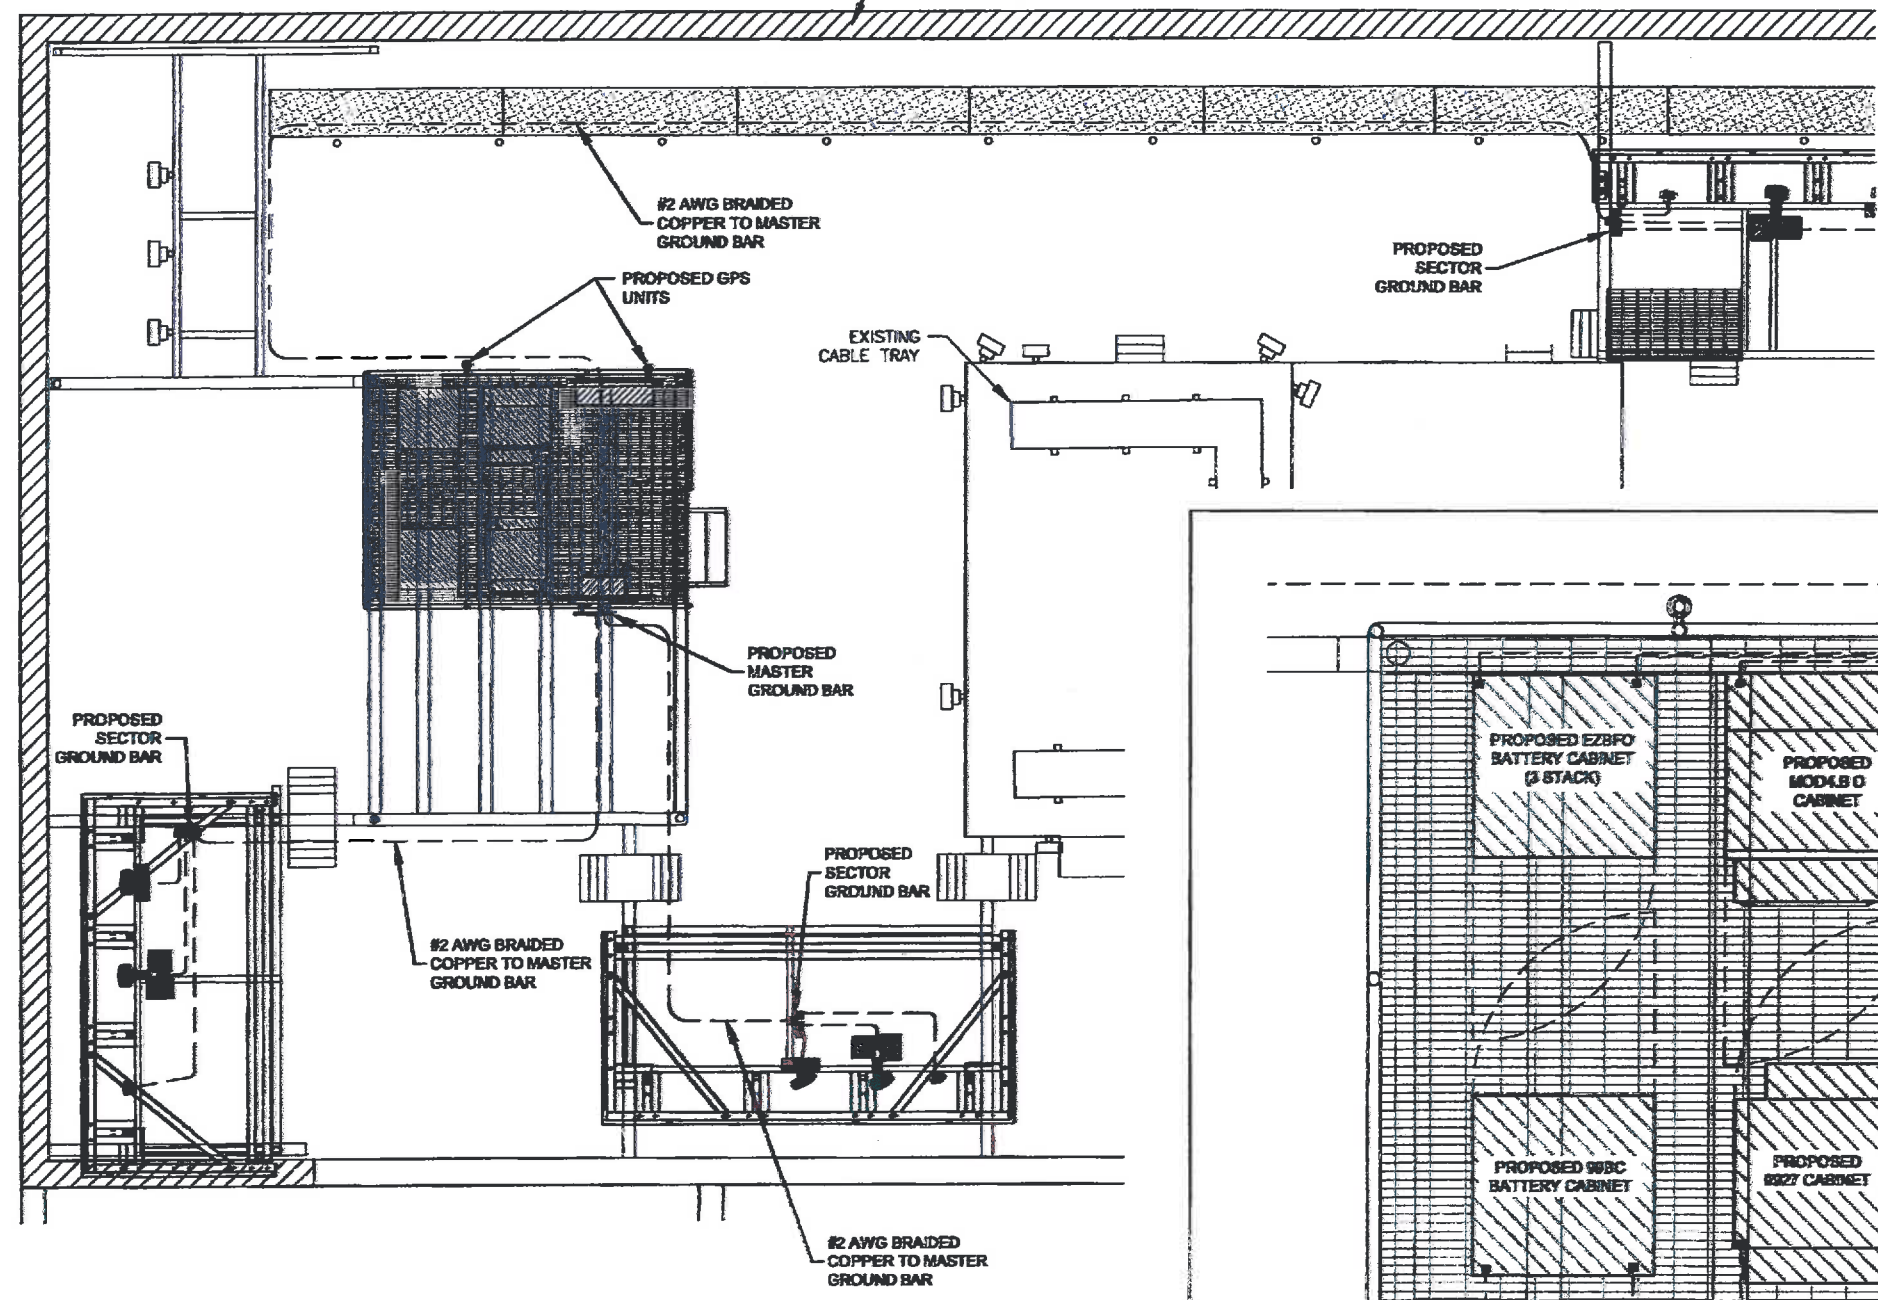 #2 AWG BRAIDED
COPPER TO MASTER
GROUND BAR
PROPOSED GPS
UNITS
EXISTING
CABLE TRAY
PROPOSED
SECTOR
GROUND BAR
PROPOSED
MASTER
GROUND BAR
PROPOSED
SECTOR
GROUND BAR
PROPOSED
SECTOR
GROUND BAR
#2 AWG BRAIDED
COPPER TO MASTER
GROUND BAR
#2 AWG BRAIDED
COPPER TO MASTER
GROUND BAR
PROPOSED EZBFO
BATTERY CABINET
(3 STACK)
PROPOSED
CABINET
PROPOSED
BATTERY CABINET
PROPOSED
9927 CABINET